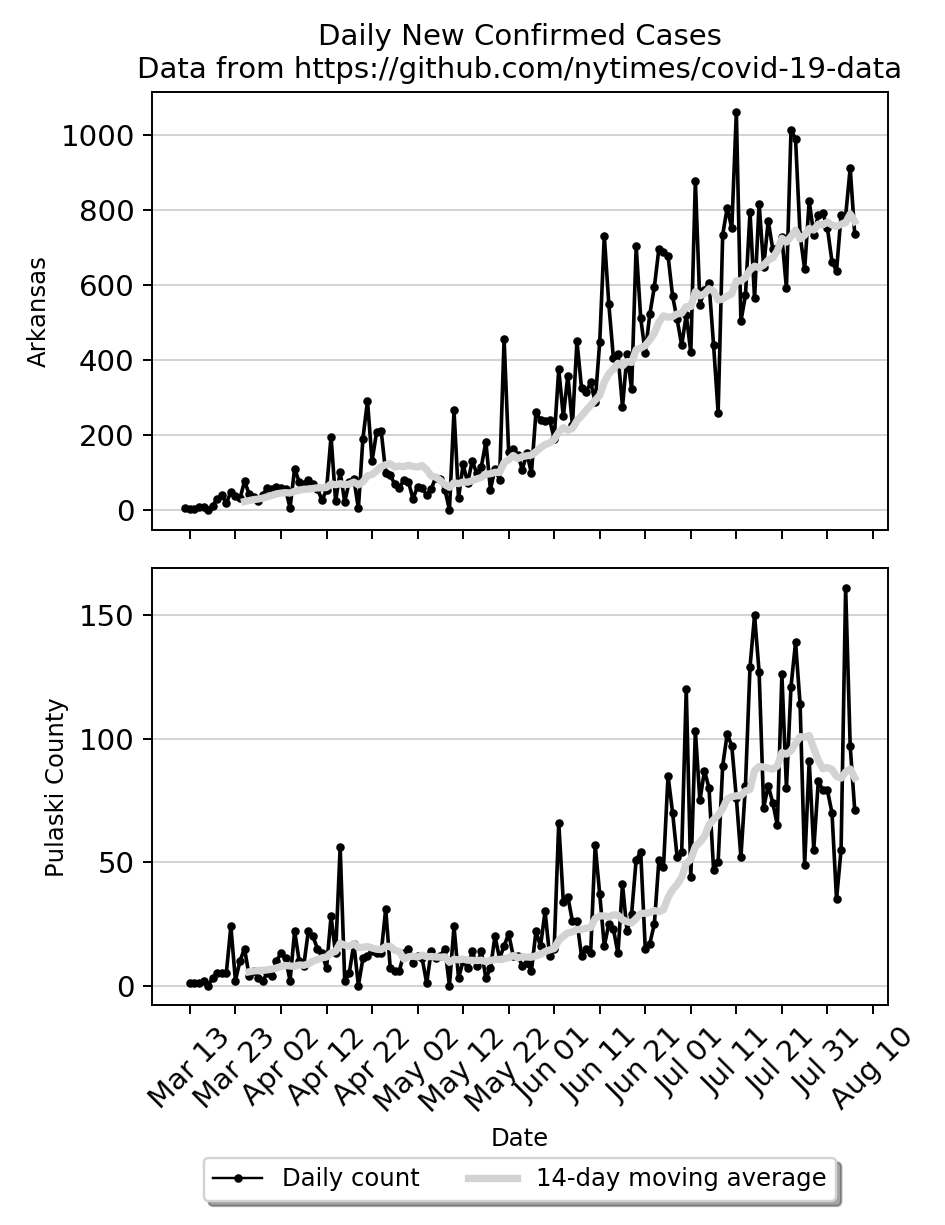 Daily New Confirmed Cases
Data from https://github.com/nytimes/covid-19-data
1000
800
600
400
200
0
Arkansas
150
100
50
0
Pulaski County
Mar 13
Mar 23
Apr 02
Apr 12
Apr 22
May 02
May 12
May 22
Jun 01
Jun 11
Jun 21
Jul 01
Jul 11
Jul 21
Jul 31
Aug 10
Date
Daily count
14-day moving average